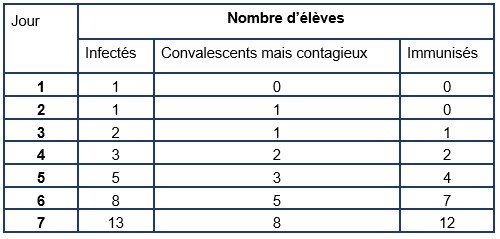 Jour Nombre d'élèves
Infectés Convalescents mais contagieux Immunisés
1 1 0 0
2 1 1 0
3 2 1 1
4 3 2 2
5 5 3 4
6 8 5 7
7 13 8 12